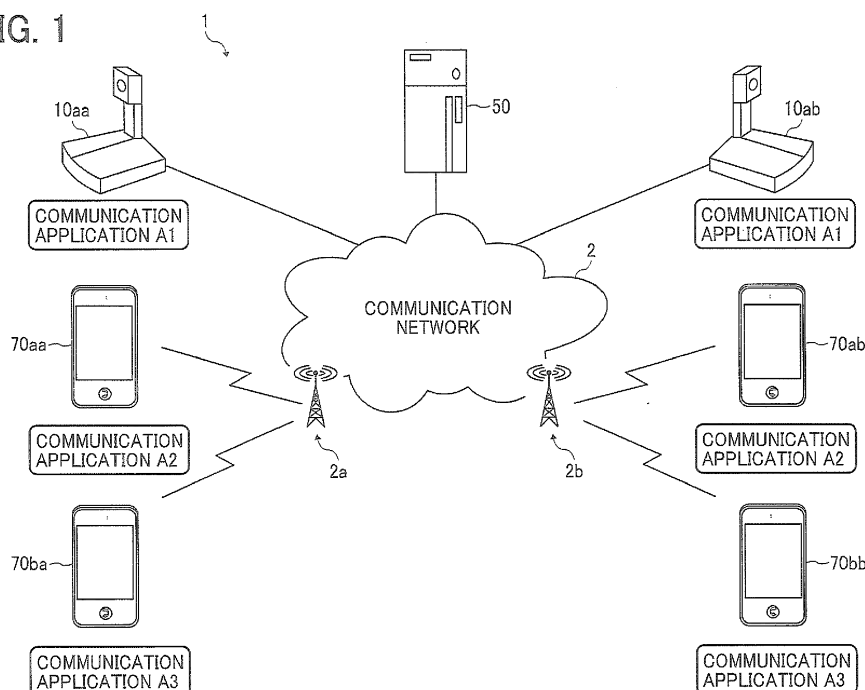 IG. 1
1
10aa
50
10ab
COMMUNICATION
APPLICATION A1
COMMUNICATION
APPLICATION A1
2
COMMUNICATION
NETWORK
70aa
70ab
COMMUNICATION
APPLICATION A2
2a
2b
COMMUNICATION
APPLICATION A2
70ba
70bb
COMMUNICATION
APPLICATION A3
COMMUNICATION
APPLICATION A3